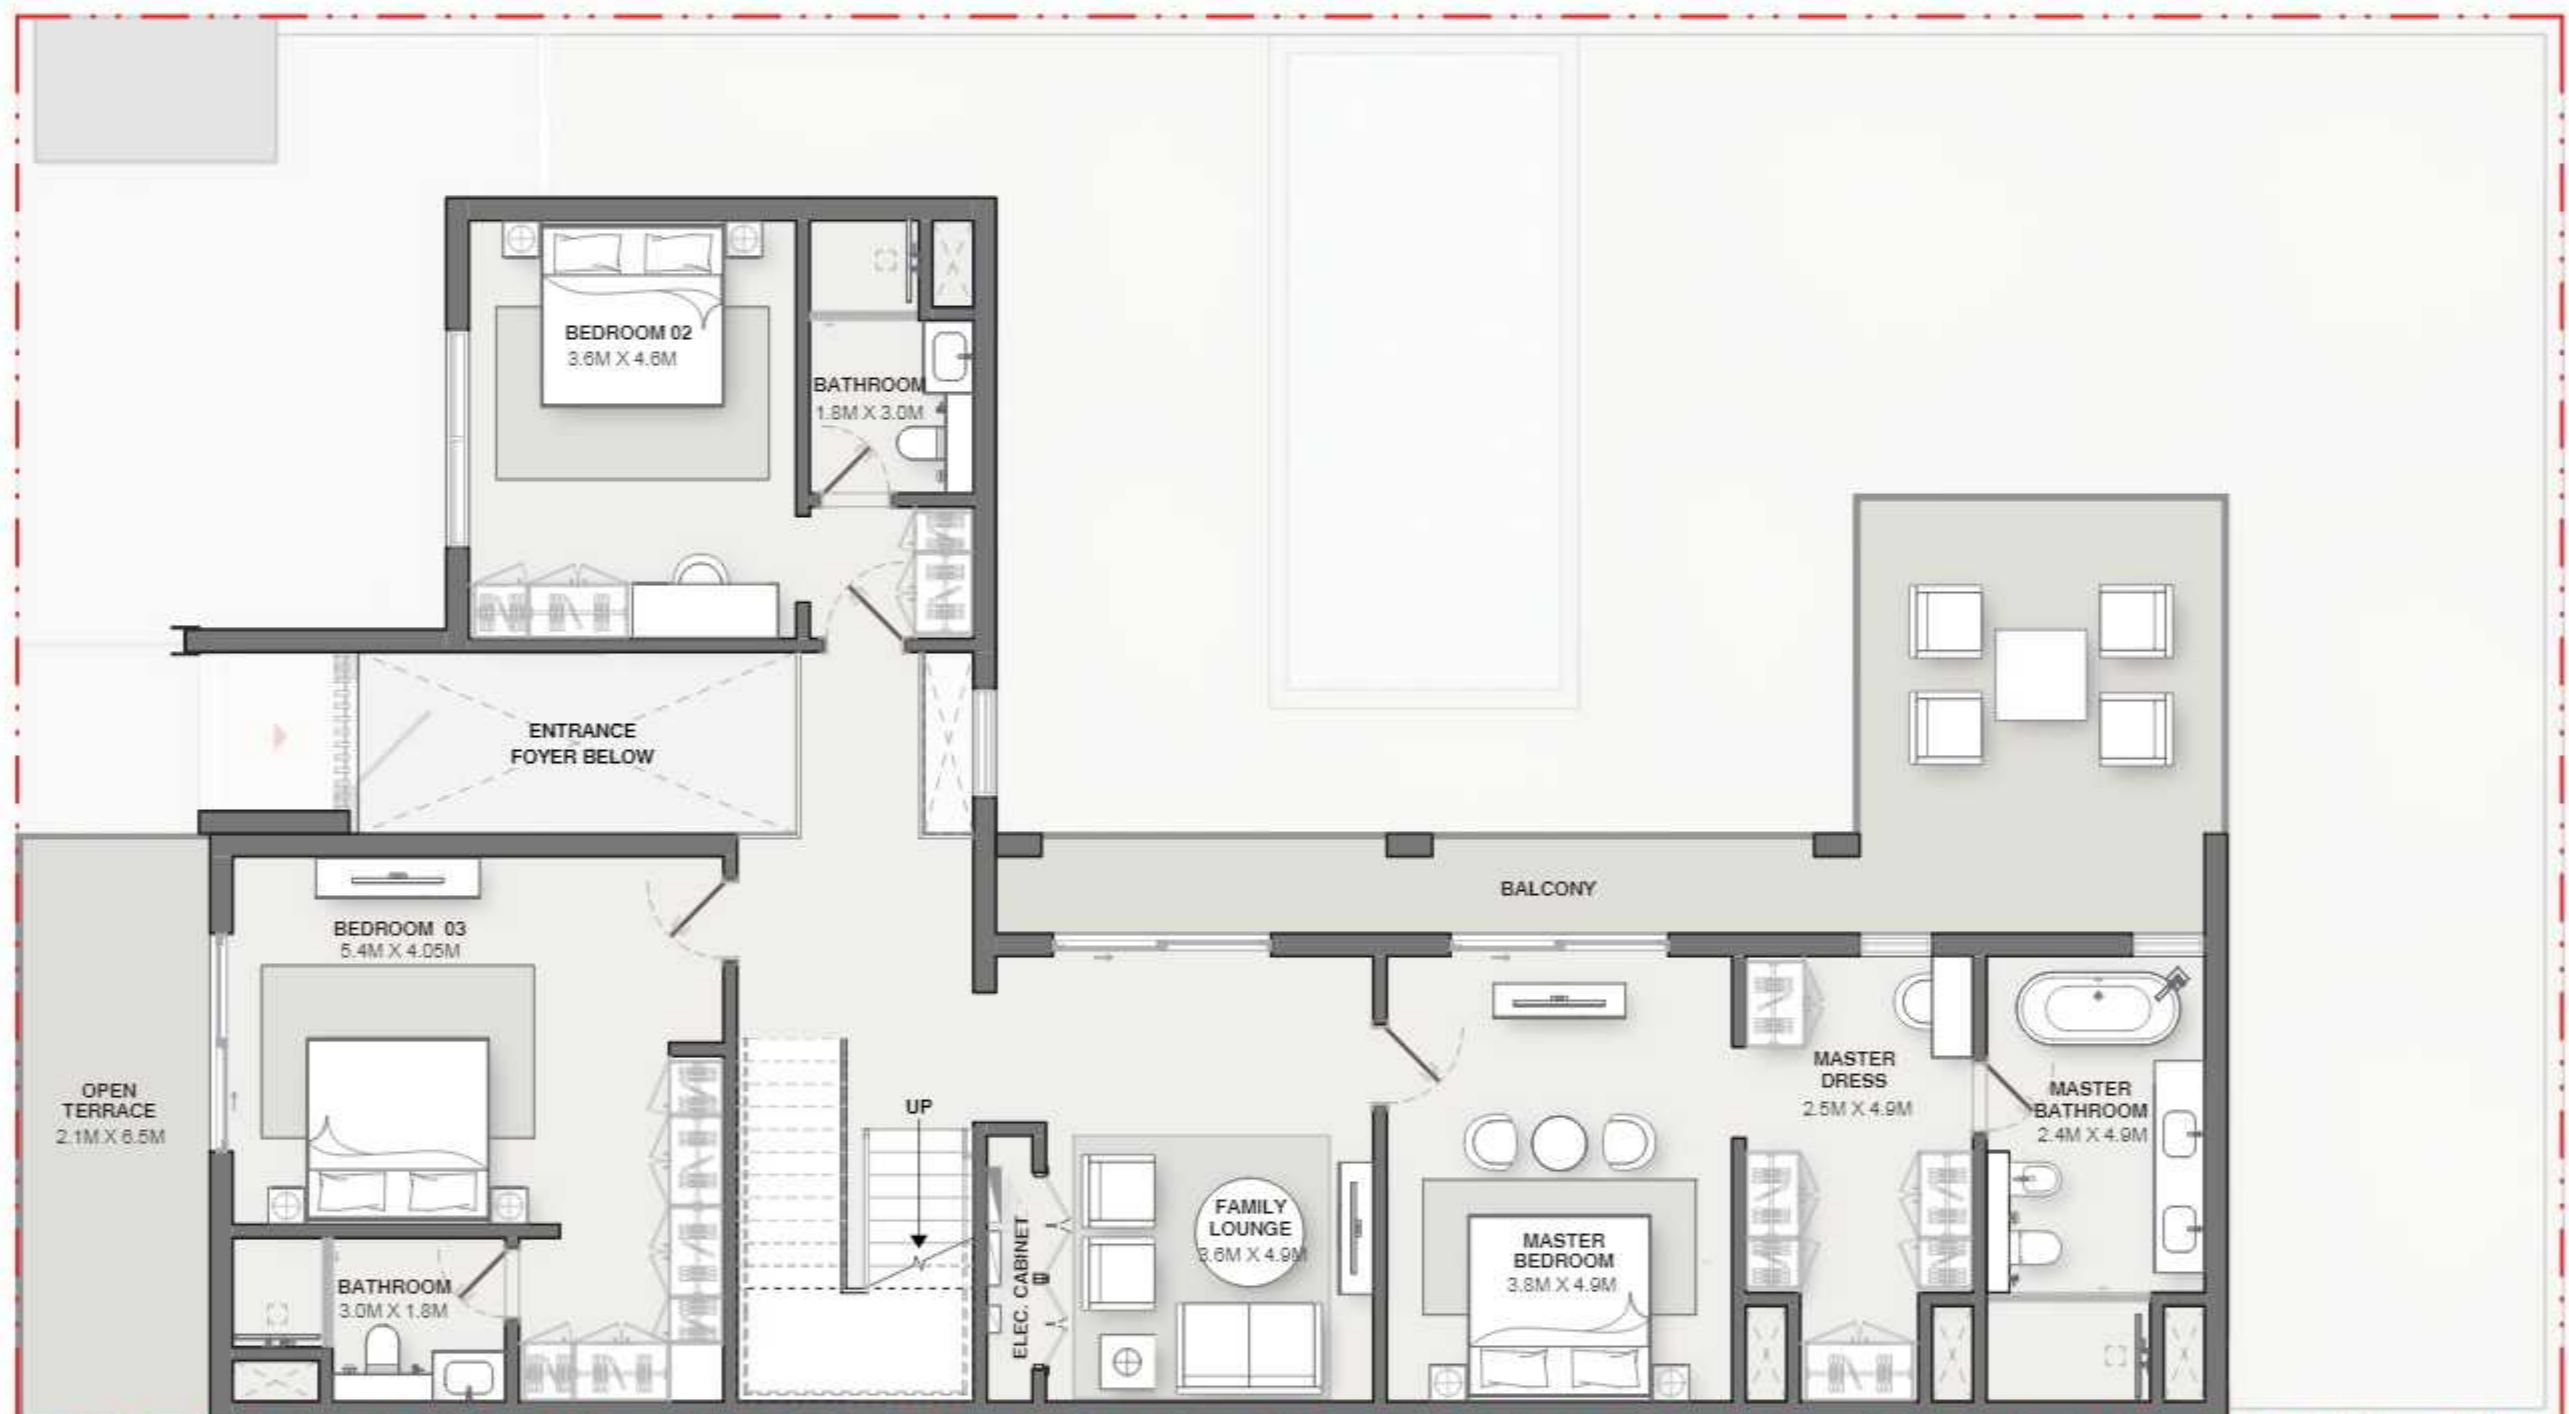 BEDROOM 02
3.6M X 4.6M
BATHROOM
1.8M X 3.0M
ENTRANCE
FOYER BELOW
BALCONY
BEDROOM 03
5.4M X 4.05M
OPEN
TERRACE
2.1M X 6.5M
UP
BATHROOM
3.0M X 1.8M
ELEC. CABINET
FAMILY
LOUNGE
3.6M X 4.9M
MASTER
BEDROOM
3.8M X 4.9M
MASTER
DRESS
2.5M X 4.9M
MASTER
BATHROOM
2.4M X 4.9M